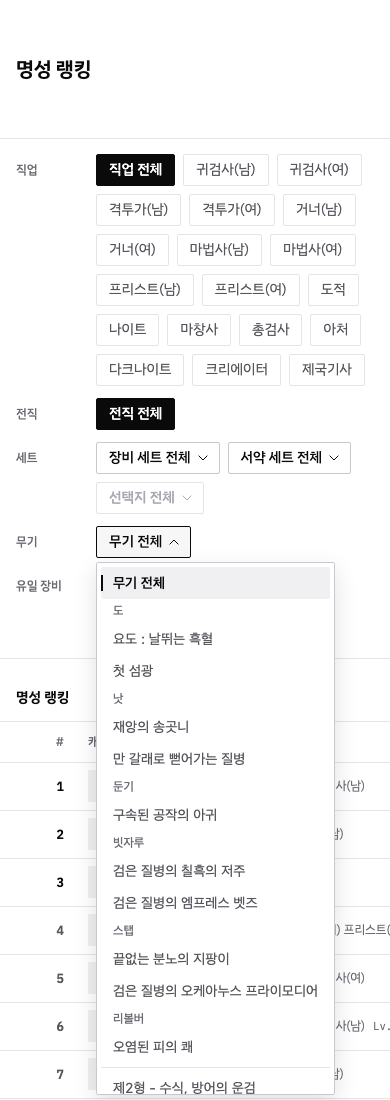 명성 랭킹
직업
직업 전체 귀검사(남) 귀검사(여)
격투가(남) 격투가(여) 거너(남)
거너(여) 마법사(남) 마법사(여)
프리스트(남) 프리스트(여) 도적
나이트 마창사 총검사 아처
다크나이트 크리에이터 제국기사
전직 전직 전체
세트 장비 세트 전체 서약 세트 전체
선택지 전체
무기 무기 전체
유일 장비
무기 전체
도
요도 : 날뛰는 흑혈
첫 섬광
낫
재앙의 송곳니
만 갈래로 뻗어가는 질병
둔기
구속된 공작의 아귀
빗자루
검은 질병의 칠흑의 저주
검은 질병의 엠프레스 벳즈
스탭
끝없는 분노의 지팡이
검은 질병의 오케아누스 프라이모디어
리볼버
오염된 피의 쾌
제2형 - 수식, 방어의 운검
명성 랭킹
#
1 사(남)
2 남)
3
4 ) 프리스트(
5 사(여)
6 사(남) Lv.
7 남)